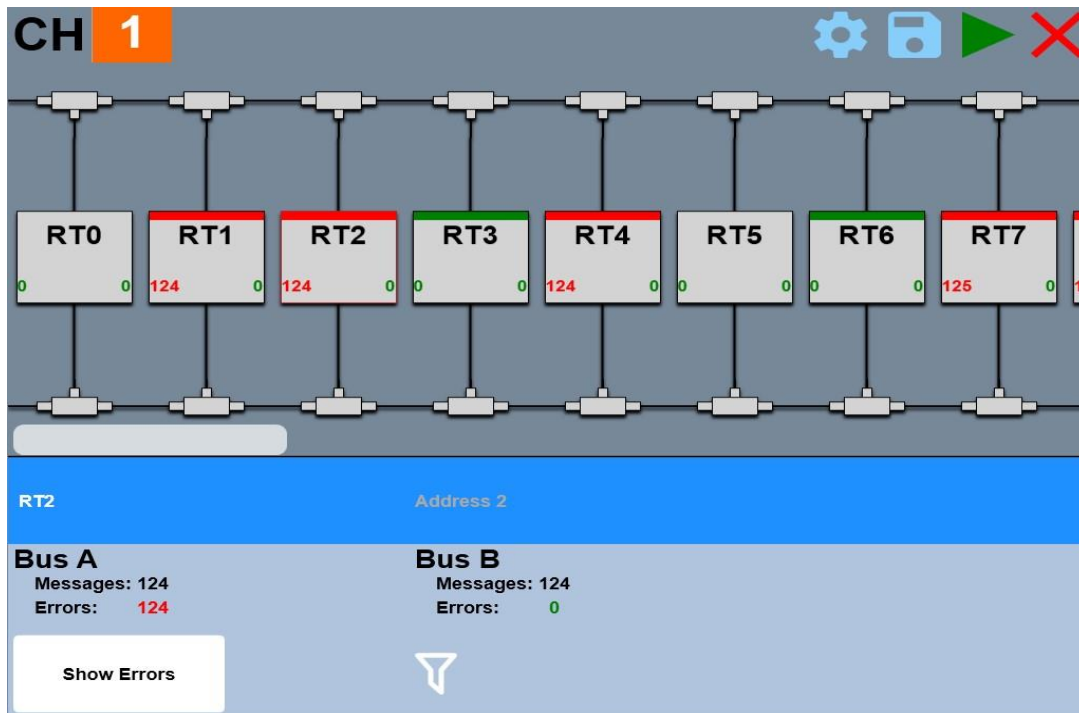 CH 1
RT0 RT1 RT2 RT3 RT4 RT5 RT6 RT7
0 0 124 0 124 0 0 0 124 0 0 0 0 0 125 0 1
RT2 Address 2
Bus A Bus B
Messages: 124 Messages: 124
Errors: 124 Errors: 0
Show Errors